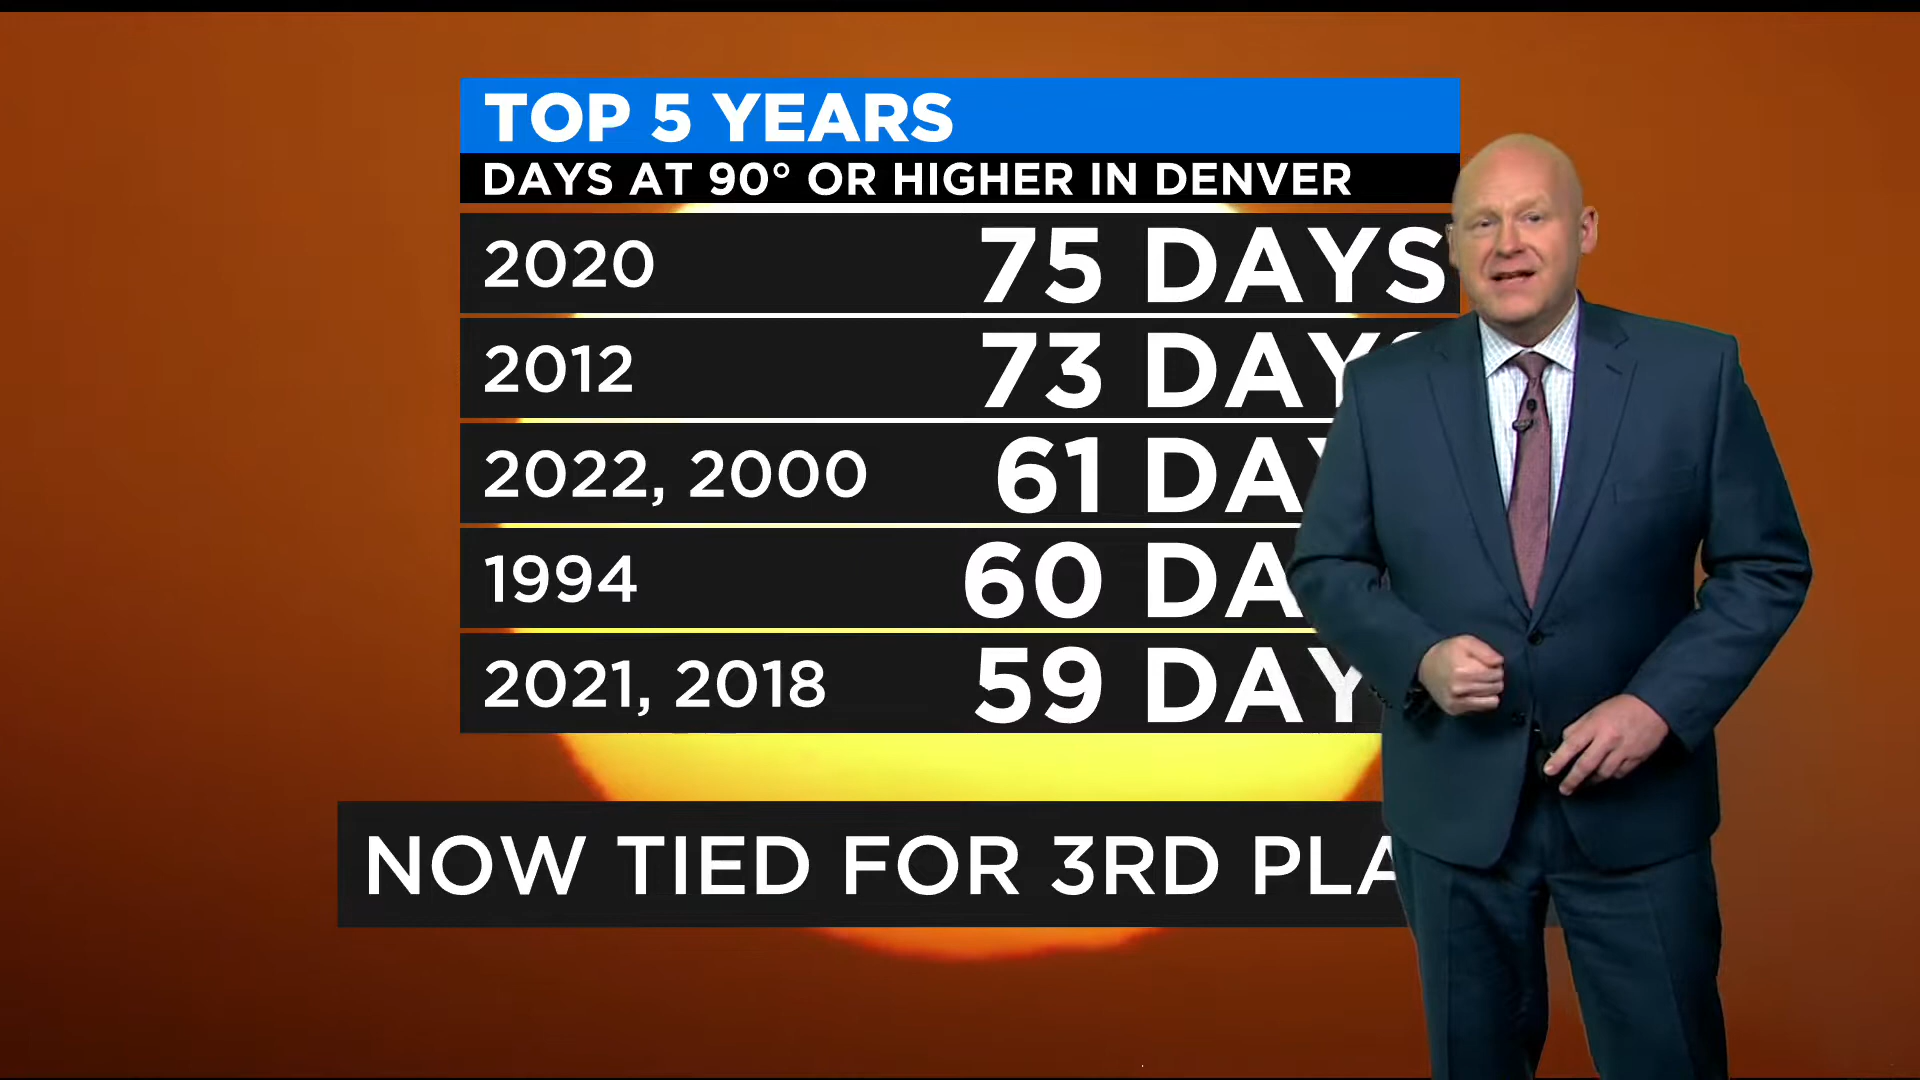 TOP 5 YEARS
DAYS AT 90° OR HIGHER IN DENVER
2020 75 DAYS
2012 73 DAY
2022, 2000 61 DAY
1994 60 DA
2021, 2018 59 DAY
NOW TIED FOR 3RD PLA